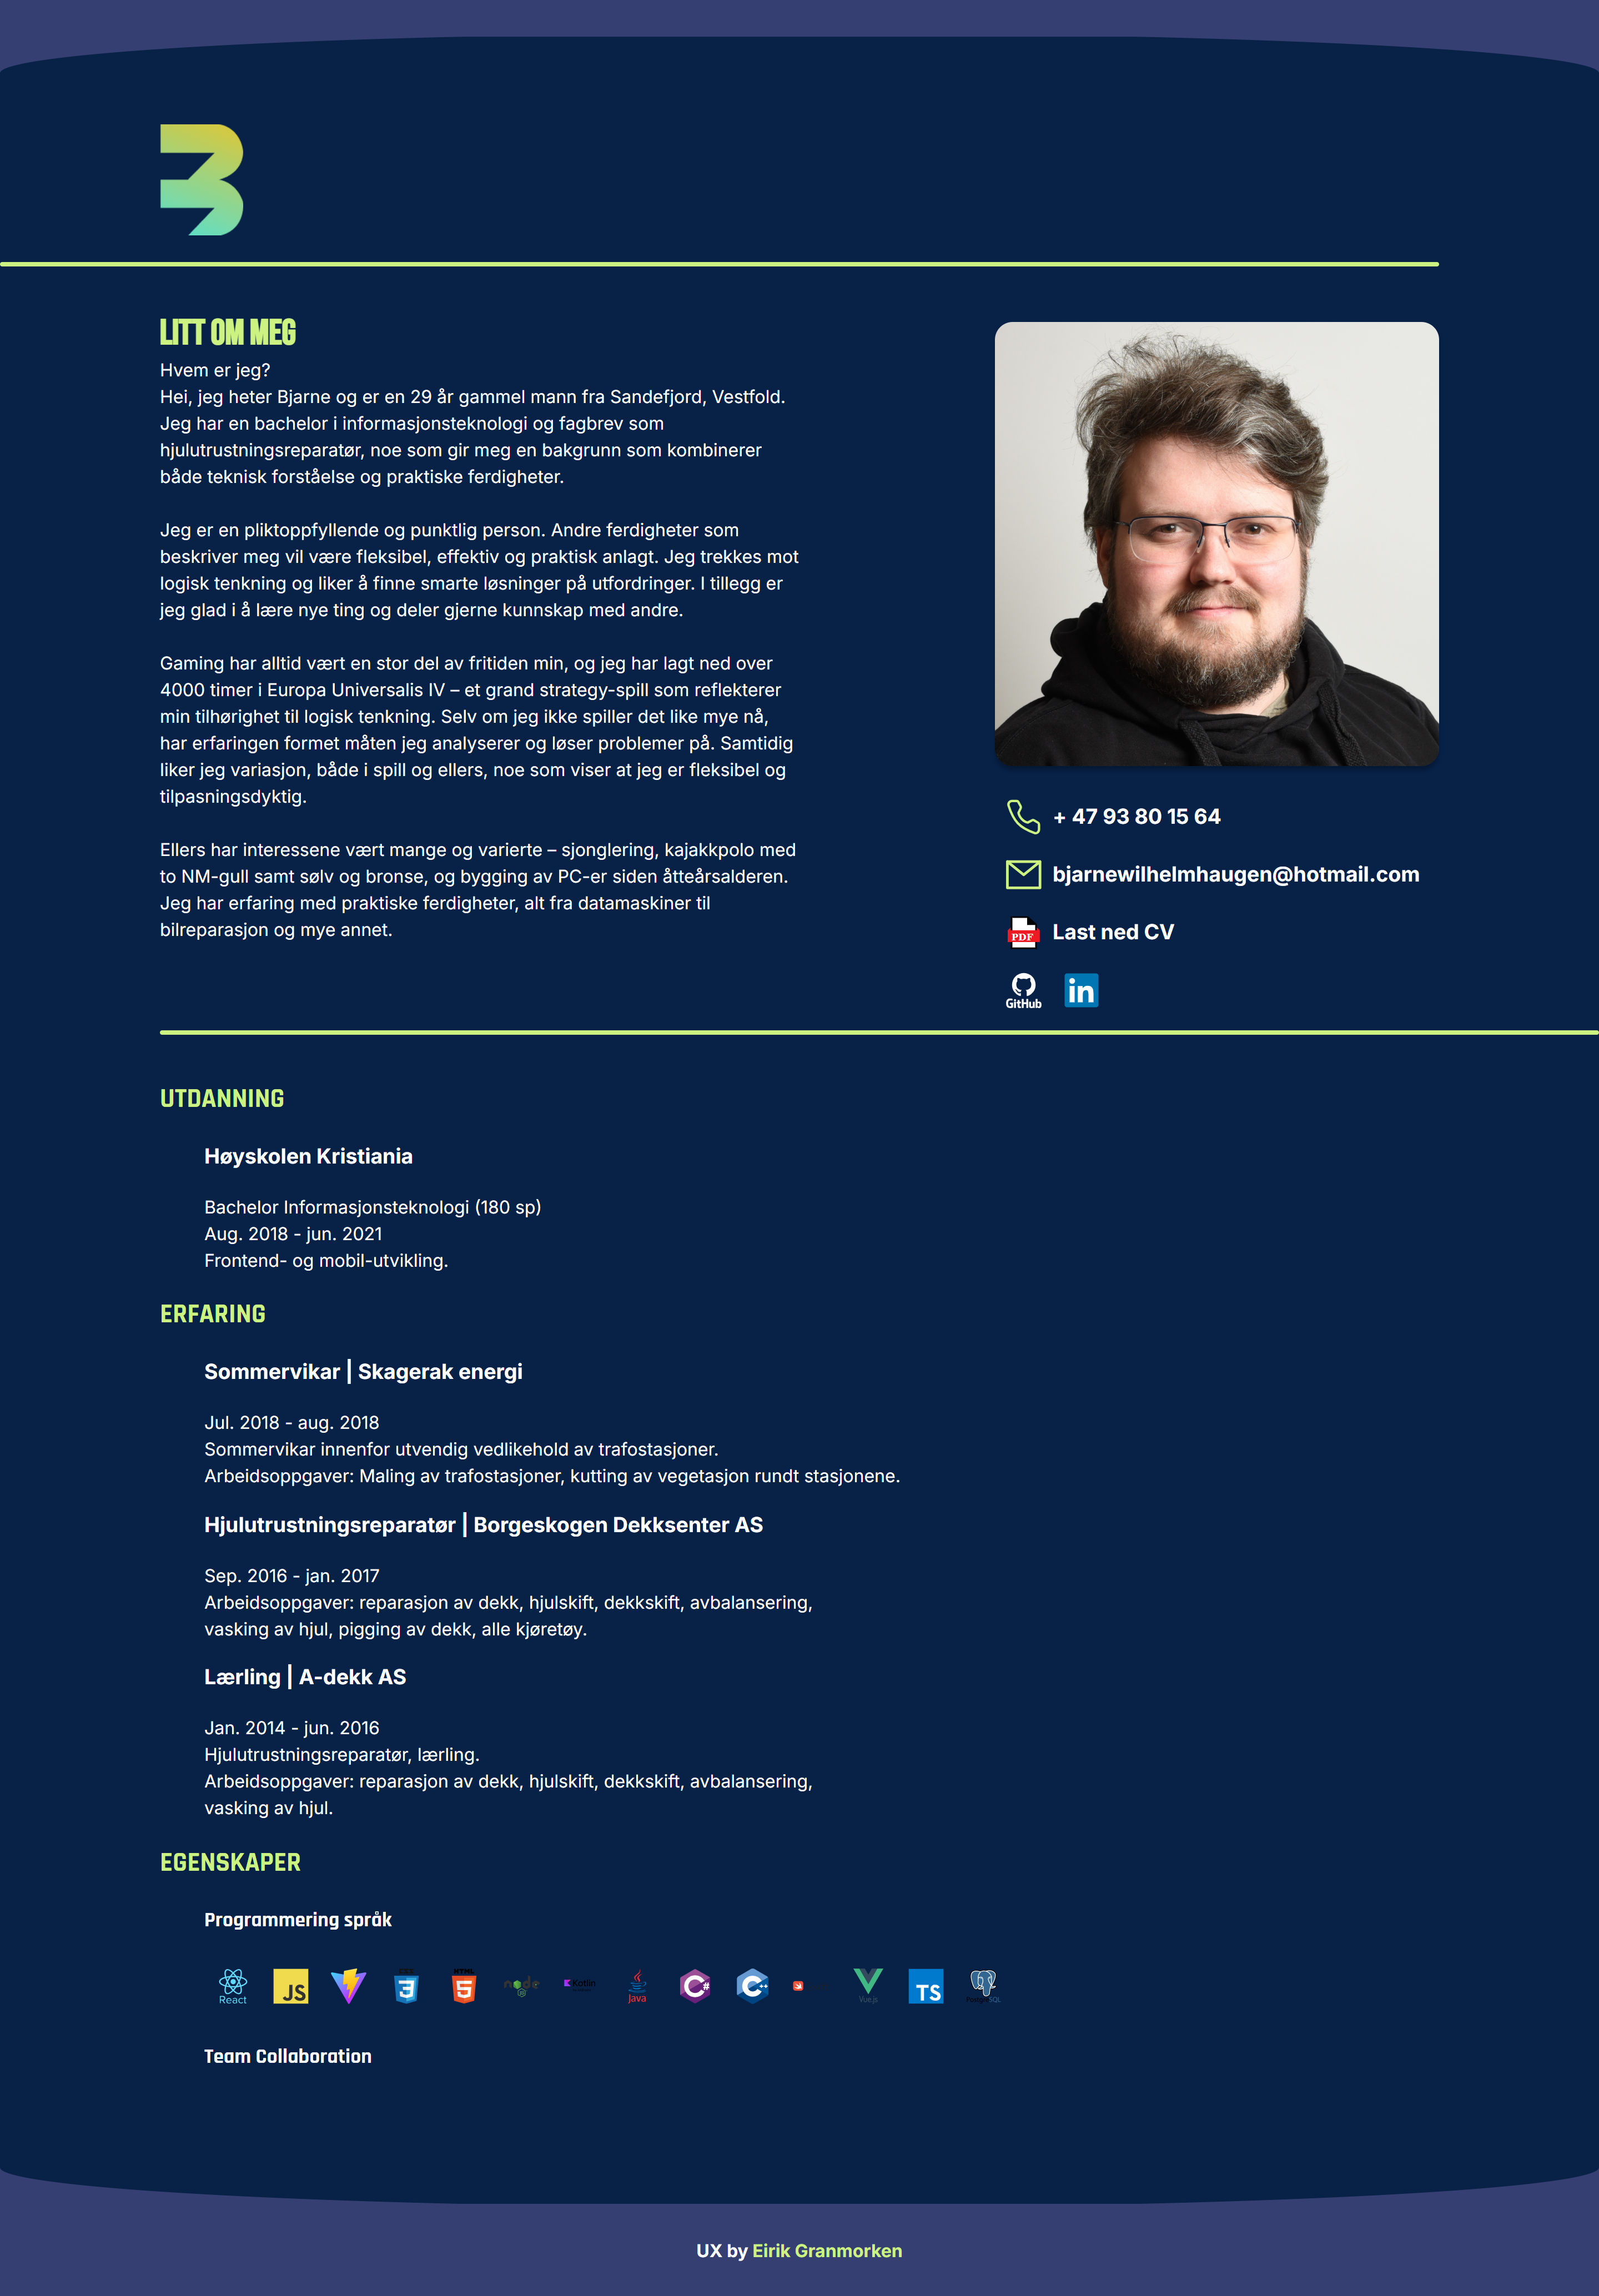 LITT OM MEG
Hvem er jeg?
Hei, jeg heter Bjarne og er en 29 år gammel mann fra Sandefjord, Vestfold.
Jeg har en bachelor i informasjonsteknologi og fagbrev som
hjulutrustningsreparatør, noe som gir meg en bakgrunn som kombinerer
både teknisk forståelse og praktiske ferdigheter.
Jeg er en pliktoppfyllende og punktlig person. Andre ferdigheter som
beskriver meg vil være fleksibel, effektiv og praktisk anlagt. Jeg trekkes mot
logisk tenkning og liker å finne smarte løsninger på utfordringer. I tillegg er
jeg glad i å lære nye ting og deler gjerne kunnskap med andre.
Gaming har alltid vært en stor del av fritiden min, og jeg har lagt ned over
4000 timer i Europa Universalis IV – et grand strategy-spill som reflekterer
min tilhørighet til logisk tenkning. Selv om jeg ikke spiller det like mye nå,
har erfaringen formet måten jeg analyserer og løser problemer på. Samtidig
liker jeg variasjon, både i spill og ellers, noe som viser at jeg er fleksibel og
tilpasningsdyktig.
Ellers har interessene vært mange og varierte – sjonglering, kajakkpolo med
to NM-gull samt sølv og bronse, og bygging av PC-er siden åtteårsalderen.
Jeg har erfaring med praktiske ferdigheter, alt fra datamaskiner til
bilreparasjon og mye annet.
+ 47 93 80 15 64
bjarnewilhelmhaugen@hotmail.com
PDF Last ned CV
GitHub in
UTDANNING
Høyskolen Kristiania
Bachelor Informasjonsteknologi (180 sp)
Aug. 2018 - jun. 2021
Frontend- og mobil-utvikling.
ERFARING
Sommervikar | Skagerak energi
Jul. 2018 - aug. 2018
Sommervikar innenfor utvendig vedlikehold av trafostasjoner.
Arbeidsoppgaver: Maling av trafostasjoner, kutting av vegetasjon rundt stasjonene.
Hjulutrustningsreparatør | Borgeskogen Dekksenter AS
Sep. 2016 - jan. 2017
Arbeidsoppgaver: reparasjon av dekk, hjulskift, dekkskift, avbalansering,
vasking av hjul, pigging av dekk, alle kjøretøy.
Lærling | A-dekk AS
Jan. 2014 - jun. 2016
Hjulutrustningsreparatør, lærling.
Arbeidsoppgaver: reparasjon av dekk, hjulskift, dekkskift, avbalansering,
vasking av hjul.
EGENSKAPER
Programmering språk
React JS CSS 3 HTML 5 node JS Kotlin Java C# C++ Vue.js TS PostgreSQL
Team Collaboration
UX by Eirik Granmorken